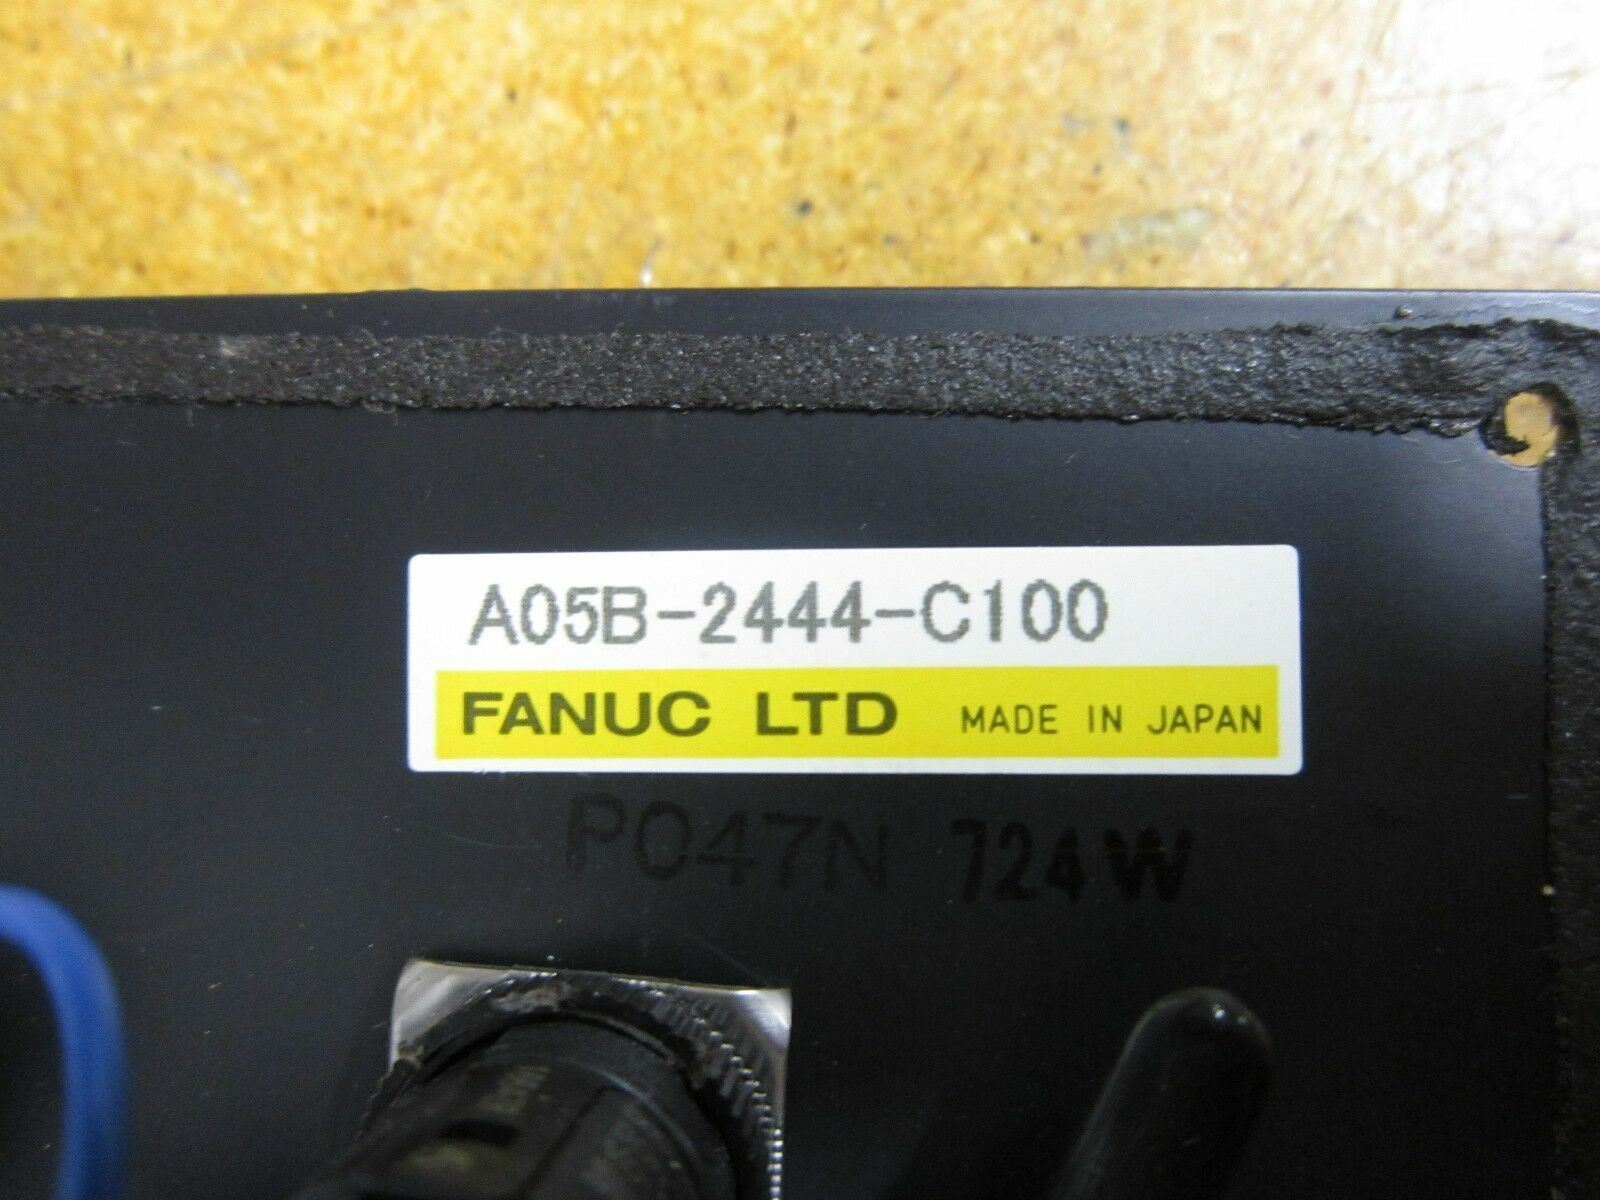 A05B-2444-C100
FANUC LTD MADE IN JAPAN
P047N 724W